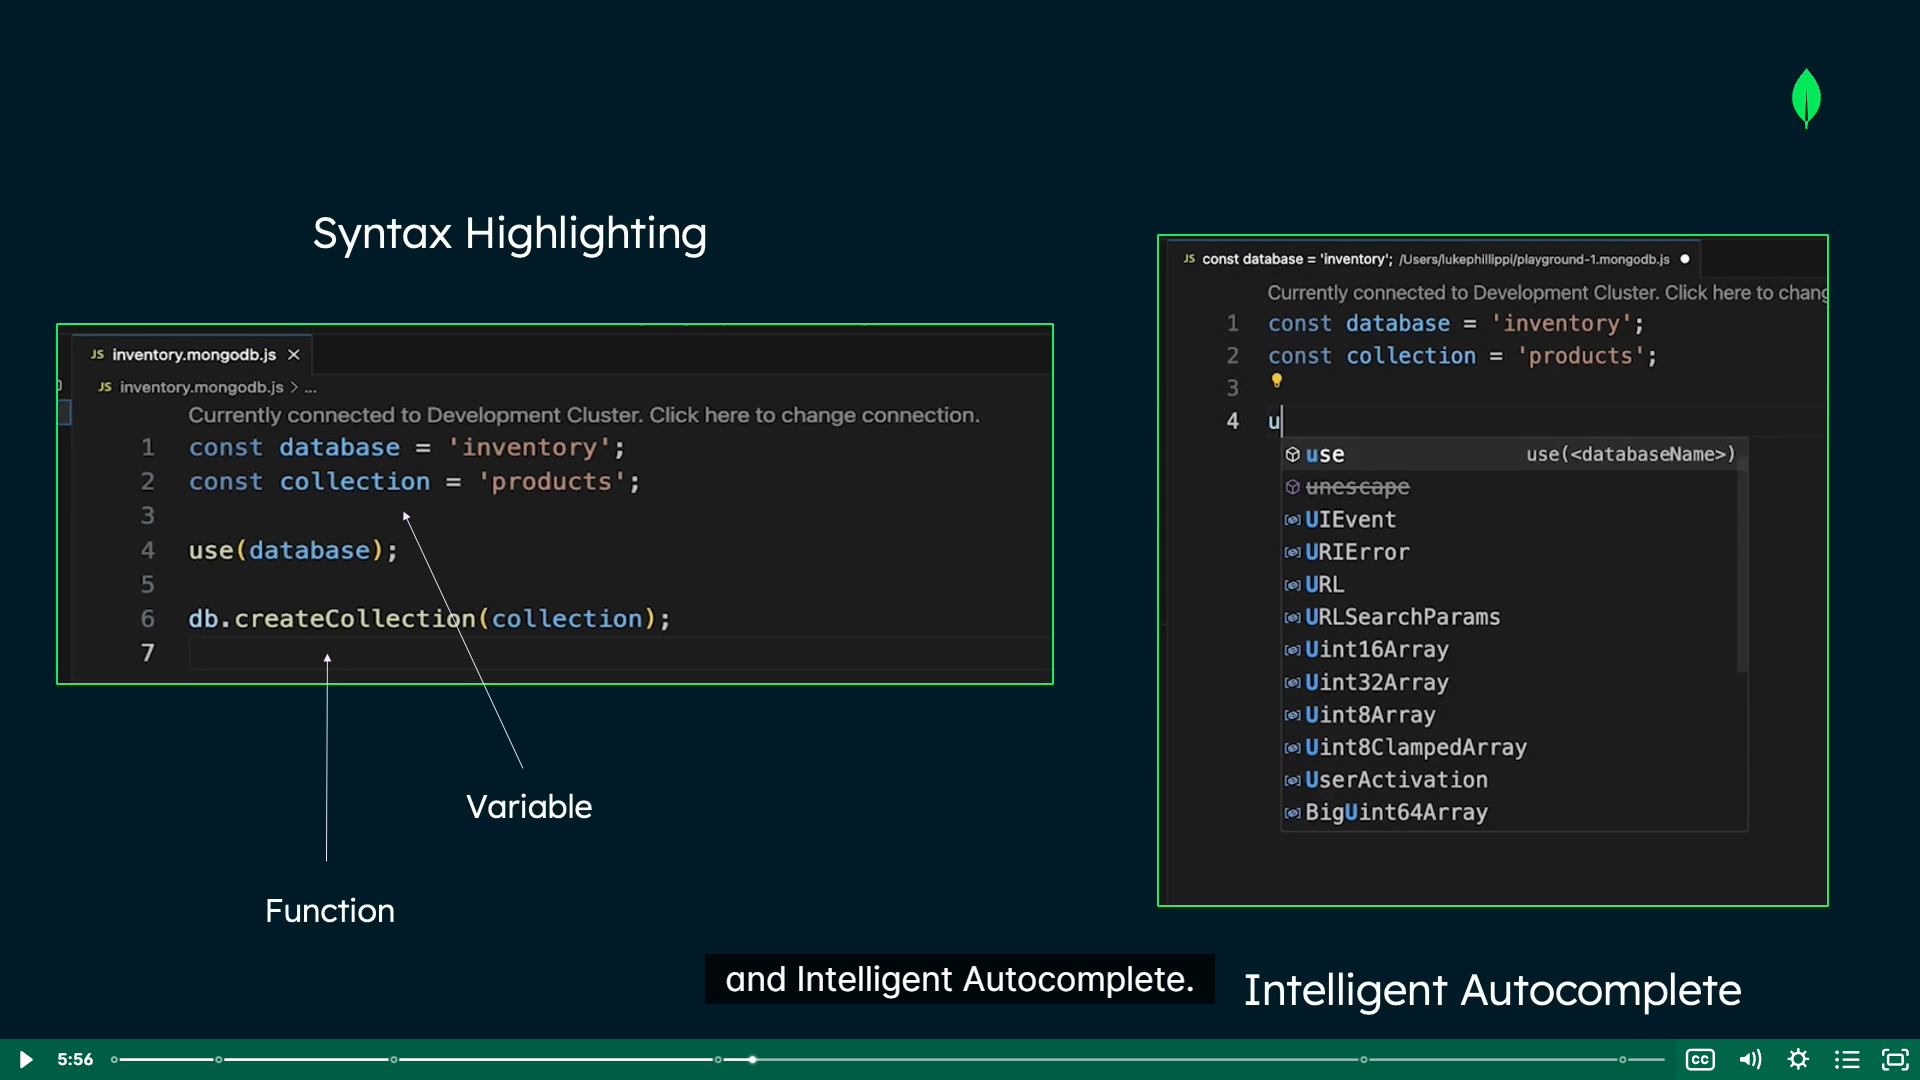 Syntax Highlighting
JS inventory.mongodb.js
JS inventory.mongodb.js > ...
Currently connected to Development Cluster. Click here to change connection.
1 const database = 'inventory';
2 const collection = 'products';
3
4 use(database);
5
6 db.createCollection(collection);
7
Variable
Function
JS const database = 'inventory'; /Users/lukephillippi/playground-1.mongodb.js
Currently connected to Development Cluster. Click here to chang
1 const database = 'inventory';
2 const collection = 'products';
3
4 u
use use(<databaseName>)
unescape
UIEvent
URIError
URL
URLSearchParams
Uint16Array
Uint32Array
Uint8Array
Uint8ClampedArray
UserActivation
BigUint64Array
and Intelligent Autocomplete.
Intelligent Autocomplete
5:56
CC